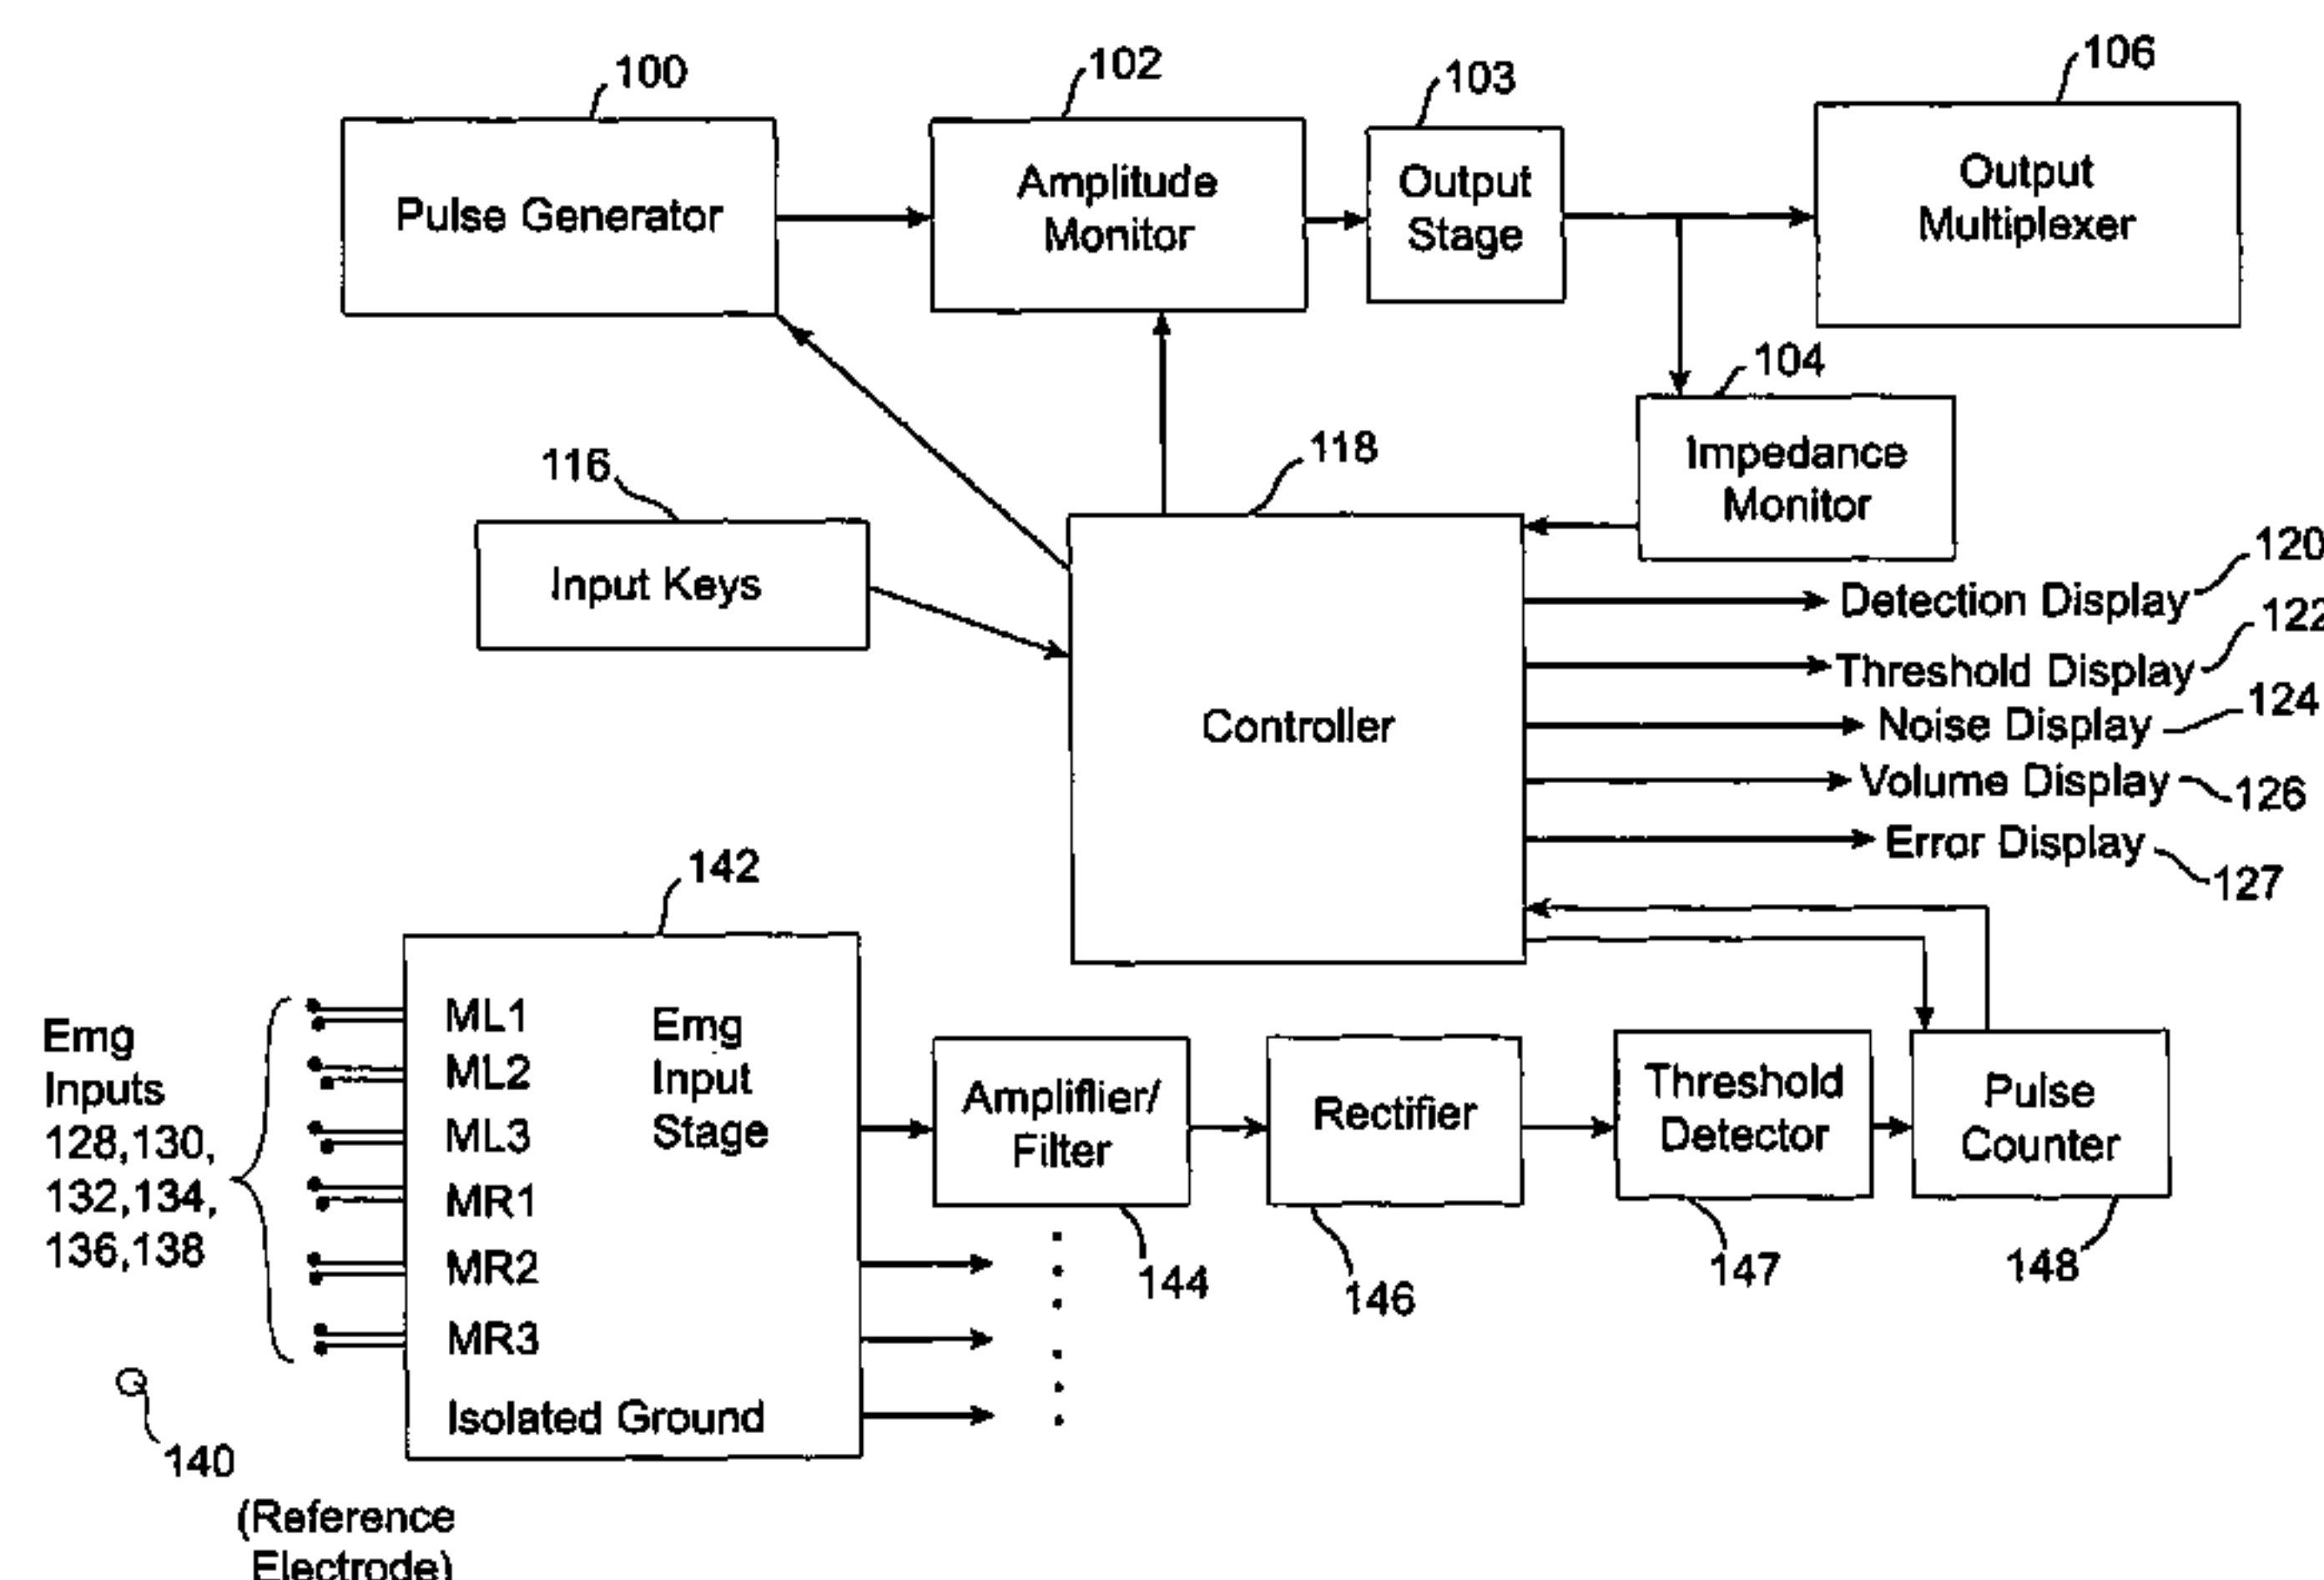 100
102
103
106
Pulse Generator
Amplitude
Monitor
Output
Stage
Output
Multiplexer
104
Impedance
Monitor
116
118
Input Keys
Controller
120
Detection Display
122
Threshold Display
124
Noise Display
Volume Display
126
Error Display
127
142
Emg
Inputs
128,130,
132,134,
136,138
ML1
ML2
ML3
MR1
MR2
MR3
Isolated Ground
Emg
Input
Stage
Ampliflier/
Filter
Rectifier
Threshold
Detector
Pulse
Counter
144
146
147
148
140
(Reference
Electrode)